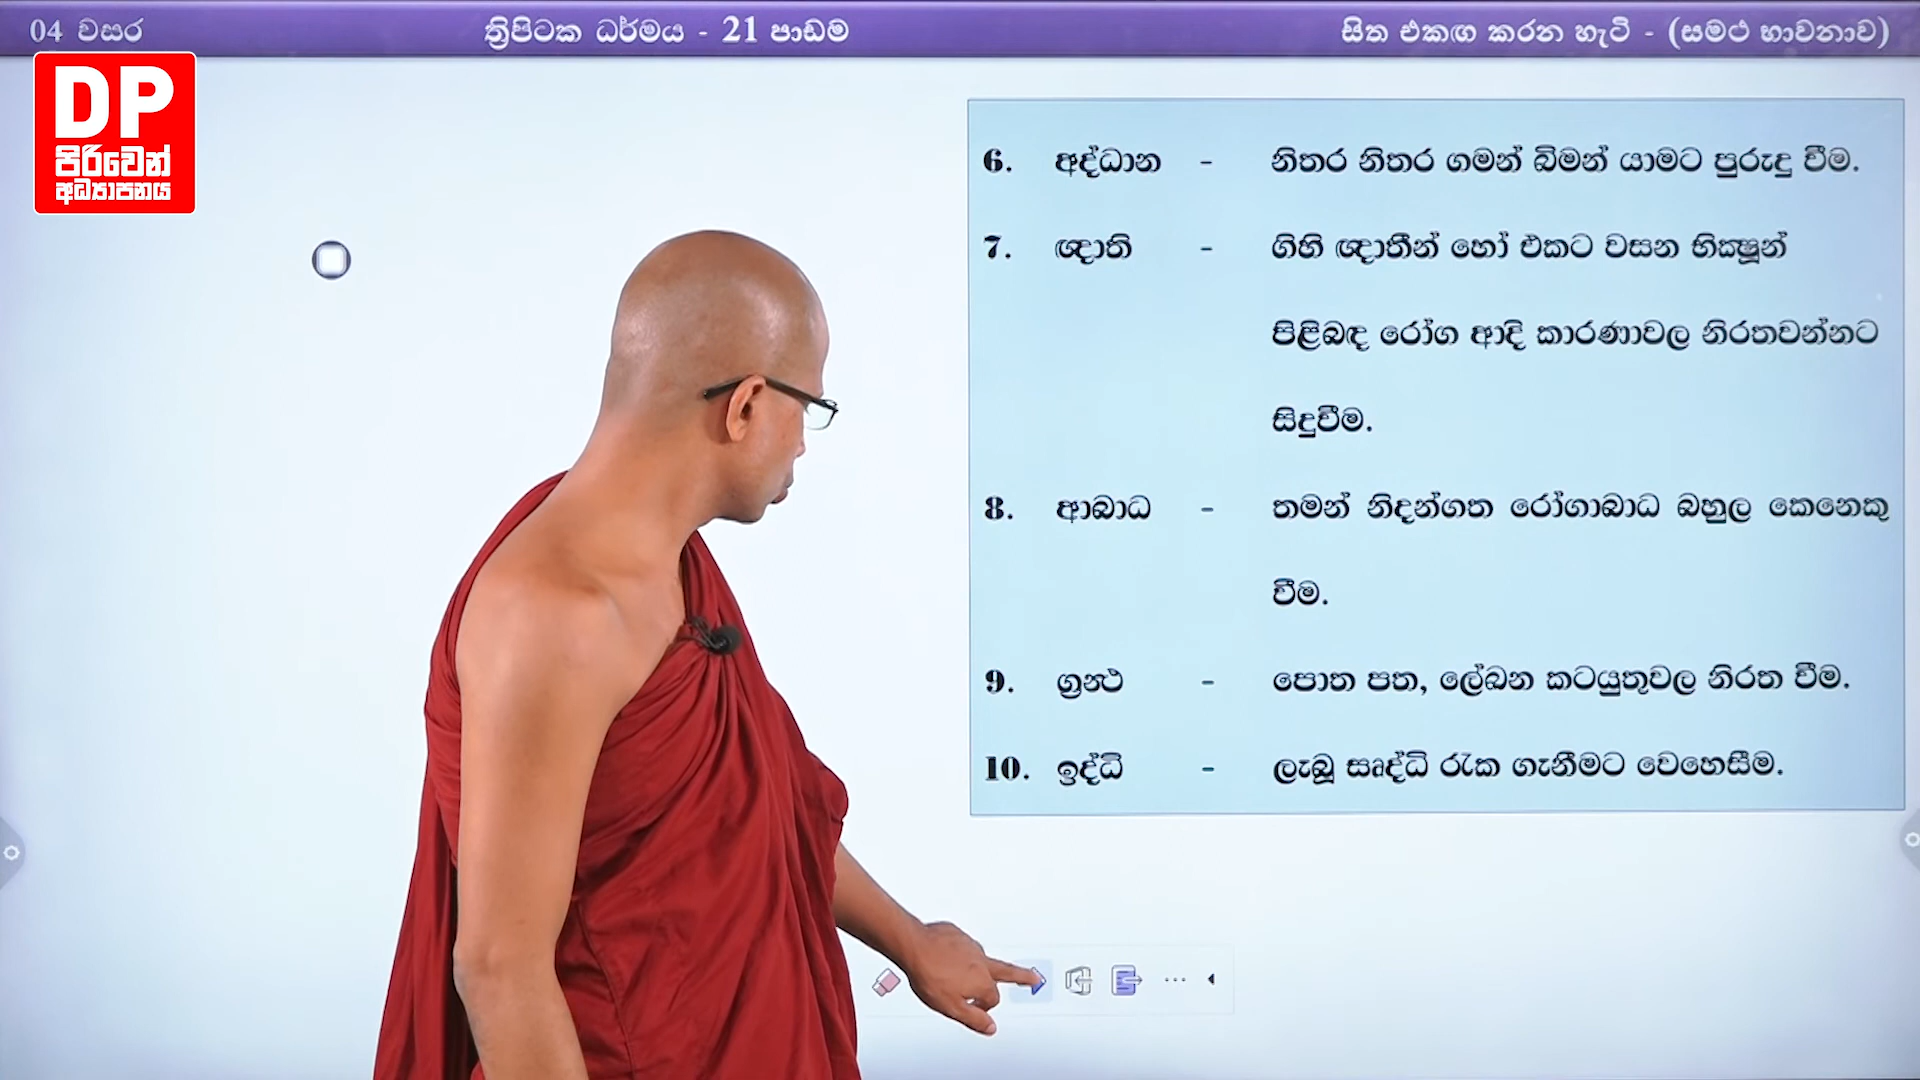 04 වසර
ත්‍රිපිටක ධර්මය - 21 පාඩම
සිත එකඟ කරන හැටි - (සමථ භාවනාව)
DP
පිරිවෙන්
අධ්‍යාපනය
6. අද්ධාන - නිතර නිතර ගමන් බිමන් යාමට පුරුදු වීම.
7. ඥාති - ගිහි ඥාතීන් හෝ එකට වසන භික්ෂූන්
පිළිබඳ රෝග ආදි කාරණාවල නිරතවන්නට
සිදුවීම.
8. ආබාධ - තමන් නිදන්ගත රෝගාබාධ බහුල කෙනෙකු
වීම.
9. ග්‍රන්ථ - පොත පත, ලේඛන කටයුතුවල නිරත වීම.
10. ඉද්ධි - ලැබූ සෘද්ධි රැක ගැනීමට වෙහෙසීම.